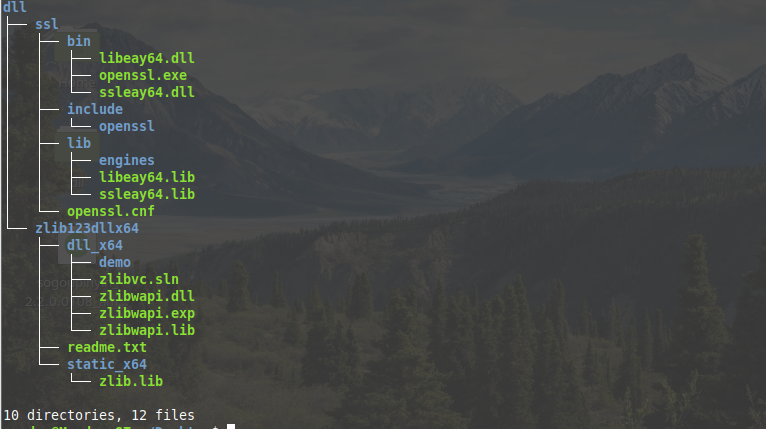 dll
├── ssl
│   ├── bin
│   │   ├── libeay64.dll
│   │   ├── openssl.exe
│   │   └── ssleay64.dll
│   ├── include
│   │   └── openssl
│   ├── lib
│   │   ├── engines
│   │   ├── libeay64.lib
│   │   └── ssleay64.lib
│   └── openssl.cnf
└── zlib123dllx64
    ├── dll_x64
    │   ├── demo
    │   ├── zlibvc.sln
    │   ├── zlibwapi.dll
    │   ├── zlibwapi.exp
    │   └── zlibwapi.lib
    ├── readme.txt
    └── static_x64
        └── zlib.lib
10 directories, 12 files